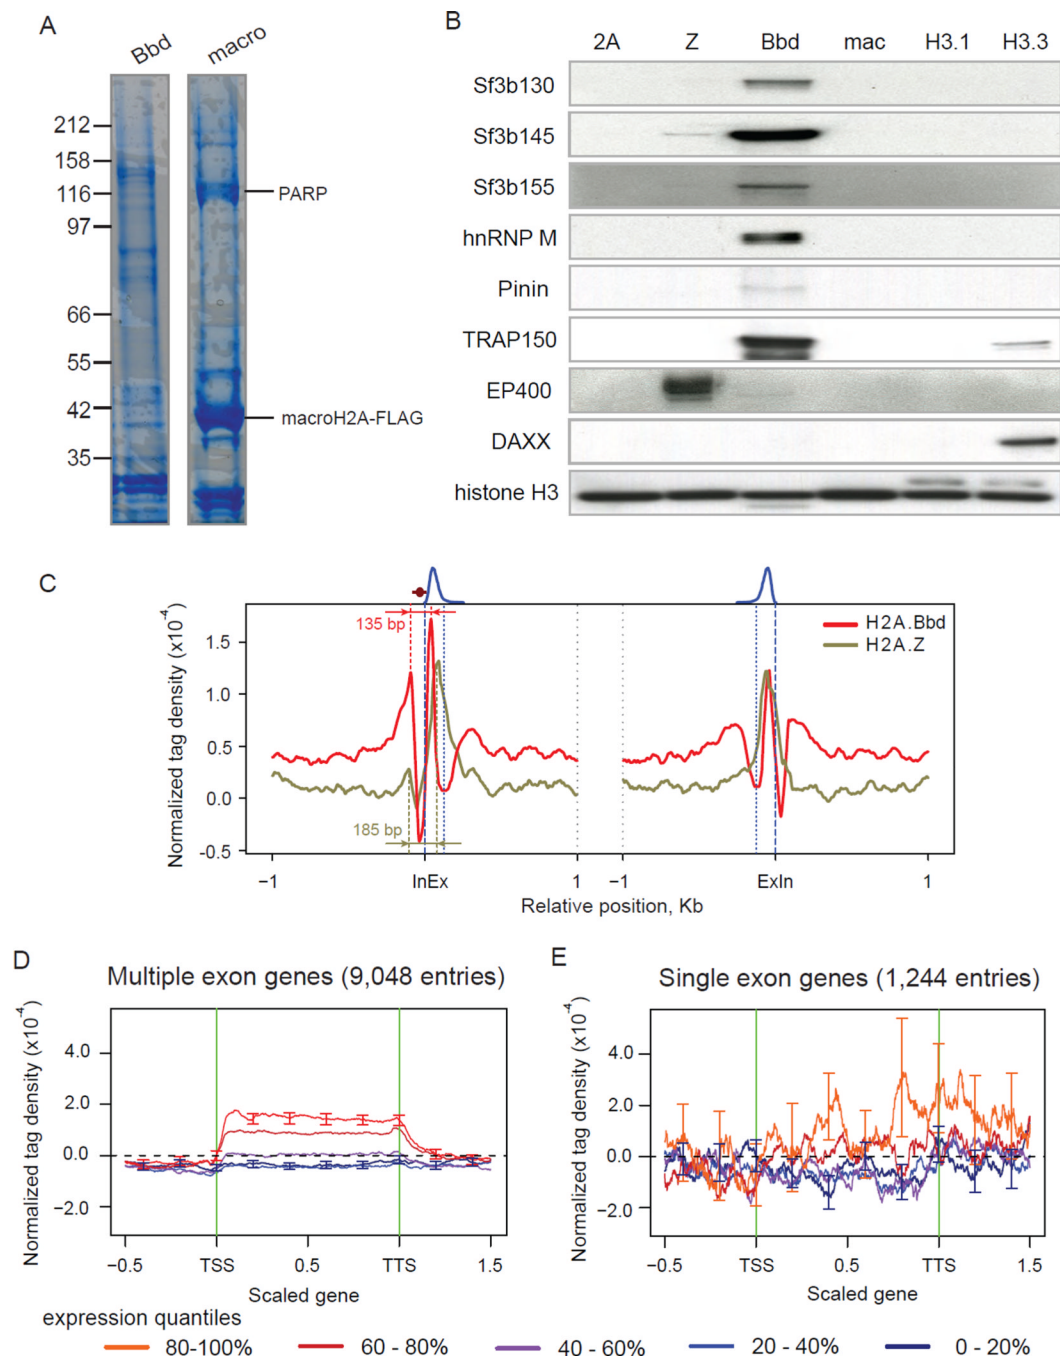 A
Bbd macro
212
158
116
97
66
55
42
35
PARP
macroH2A-FLAG
B
2A Z Bbd mac H3.1 H3.3
Sf3b130
Sf3b145
Sf3b155
hnRNP M
Pinin
TRAP150
EP400
DAXX
histone H3
C
Normalized tag density (x10⁻⁴)
1.5
1.0
0.5
0.0
−0.5
135 bp
185 bp
H2A.Bbd
H2A.Z
−1 InEx 1 −1 ExIn 1
Relative position, Kb
D
Multiple exon genes (9,048 entries)
Normalized tag density (x10⁻⁴)
4.0
2.0
0.0
−2.0
−0.5 TSS 0.5 TTS 1.5
Scaled gene
E
Single exon genes (1,244 entries)
Normalized tag density (x10⁻⁴)
4.0
2.0
0.0
−2.0
−0.5 TSS 0.5 TTS 1.5
Scaled gene
expression quantiles
80-100% 60 - 80% 40 - 60% 20 - 40% 0 - 20%